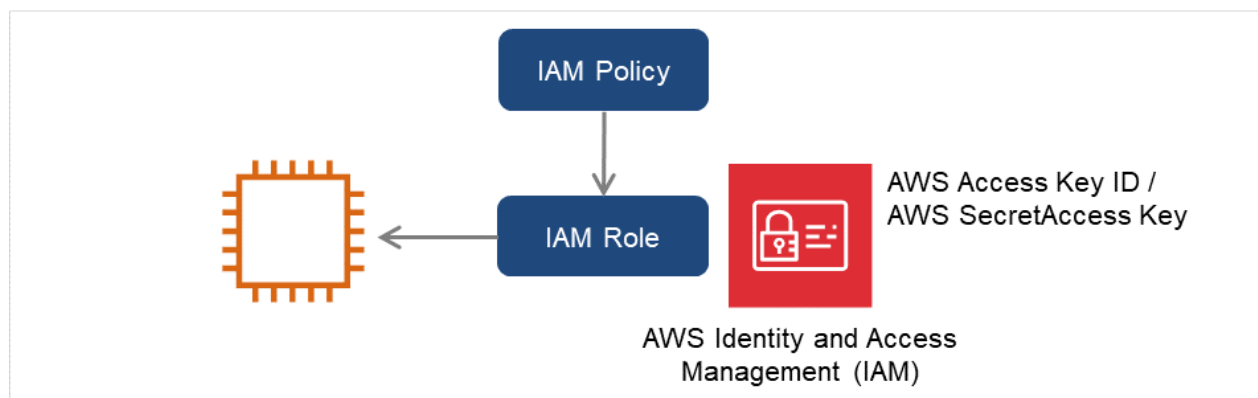 IAM Policy
IAM Role
AWS Access Key ID /
AWS SecretAccess Key
AWS Identity and Access
Management (IAM)